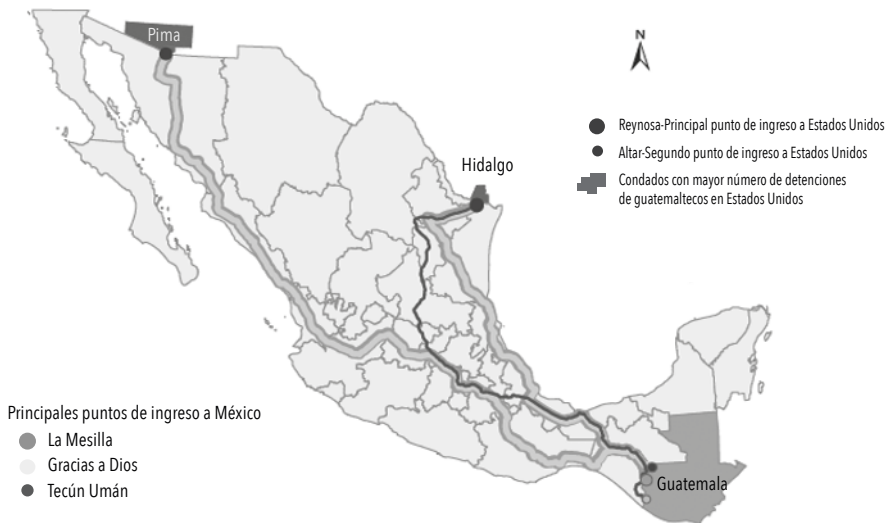 Pima
N
Reynosa-Principal punto de ingreso a Estados Unidos
Altar-Segundo punto de ingreso a Estados Unidos
Condados con mayor número de detenciones
de guatemaltecos en Estados Unidos
Hidalgo
Principales puntos de ingreso a México
La Mesilla
Gracias a Dios
Tecún Umán
Guatemala